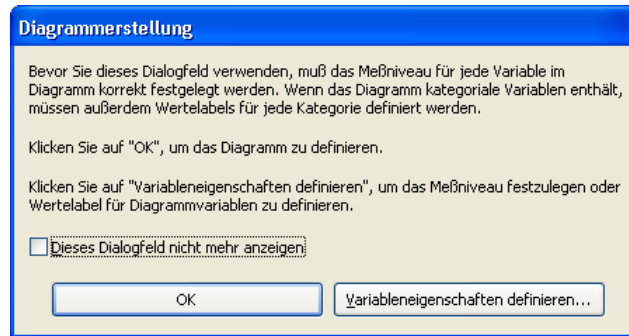 Diagrammerstellung
Bevor Sie dieses Dialogfeld verwenden, muß das Meßniveau für jede Variable im
Diagramm korrekt festgelegt werden. Wenn das Diagramm kategoriale Variablen enthält,
müssen außerdem Wertelabels für jede Kategorie definiert werden.
Klicken Sie auf "OK", um das Diagramm zu definieren.
Klicken Sie auf "Variableneigenschaften definieren", um das Meßniveau festzulegen oder
Wertelabel für Diagrammvariablen zu definieren.
Dieses Dialogfeld nicht mehr anzeigen
OK
Variableneigenschaften definieren...